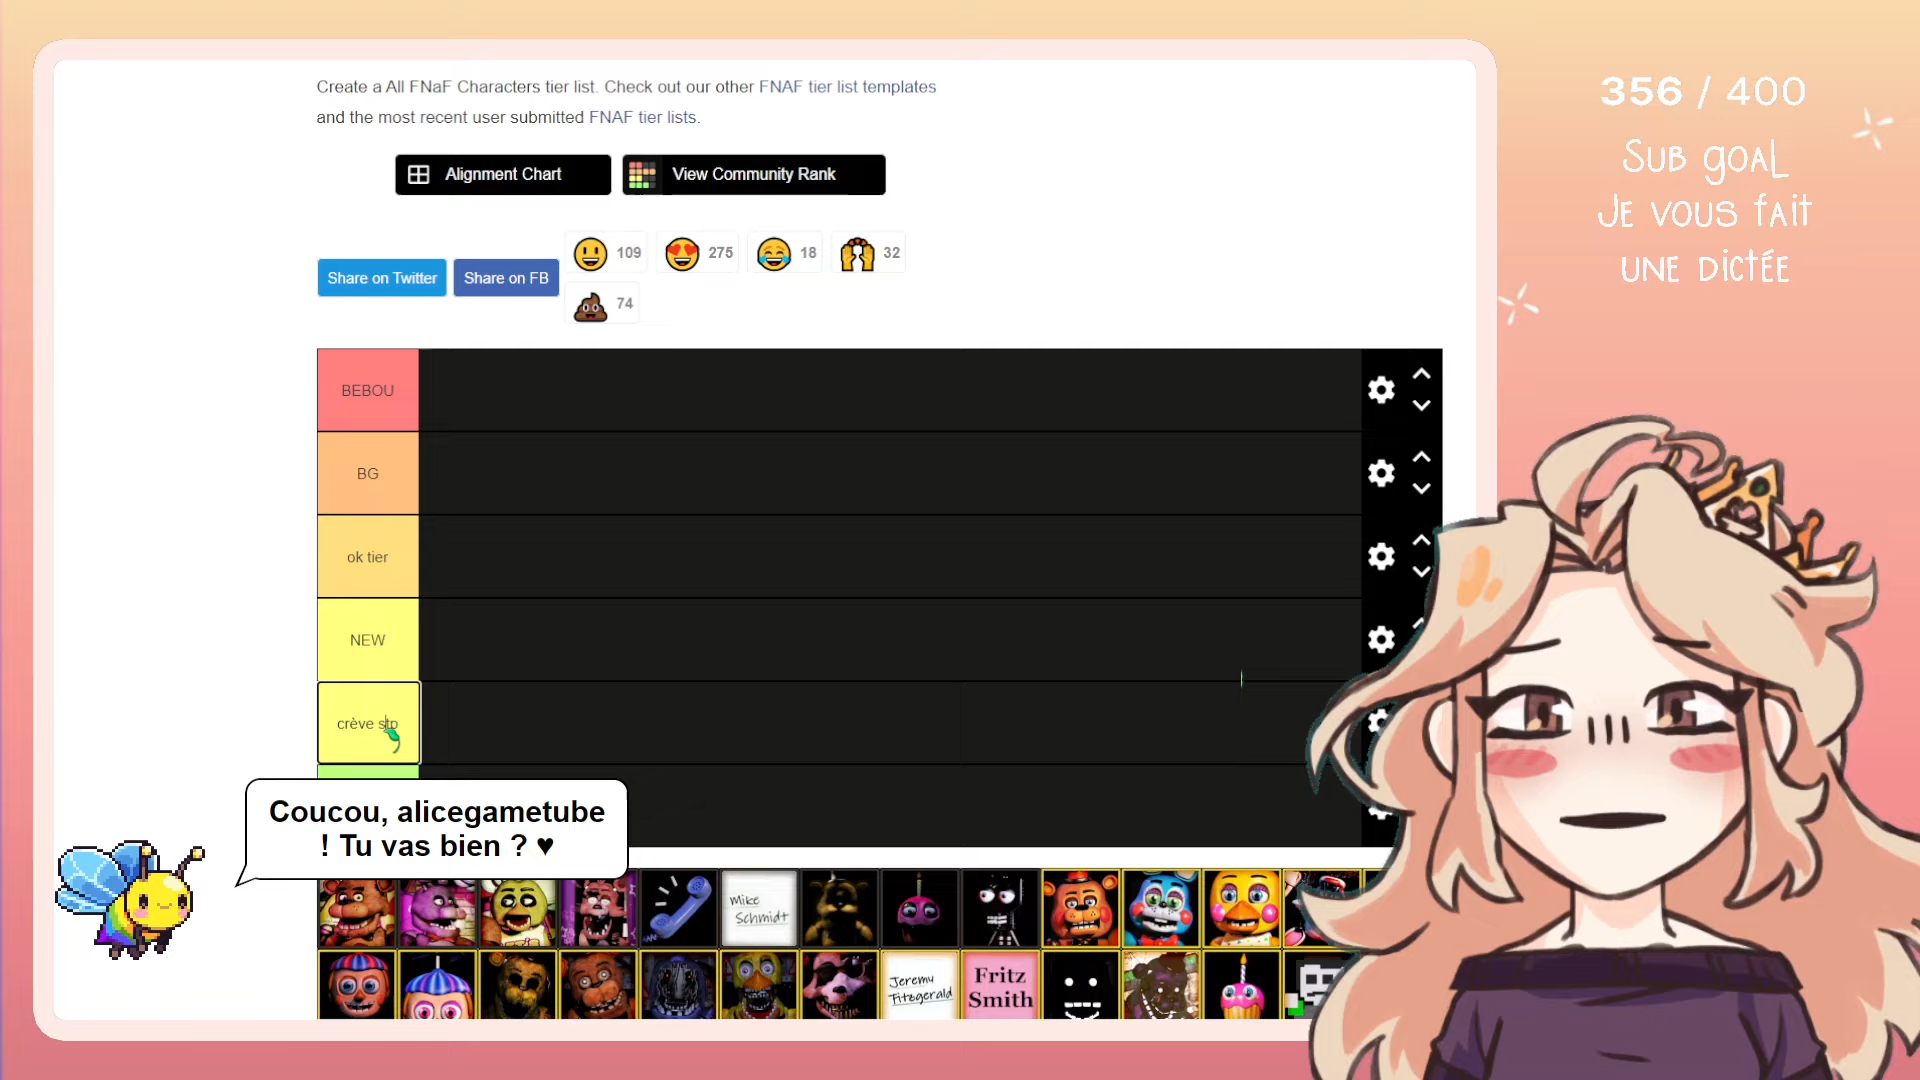 Create a All FNaF Characters tier list. Check out our other FNAF tier list templates
and the most recent user submitted FNAF tier lists.
Alignment Chart
View Community Rank
109
275
18
32
Share on Twitter
Share on FB
74
BEBOU
BG
ok tier
NEW
crève stp
Coucou, alicegametube
! Tu vas bien ? ♥
Mike
Schmidt
Jeremy
Fitzgerald
Fritz
Smith
356 / 400
SUB GOAL
JE VOUS FAIT
UNE DICTÉE